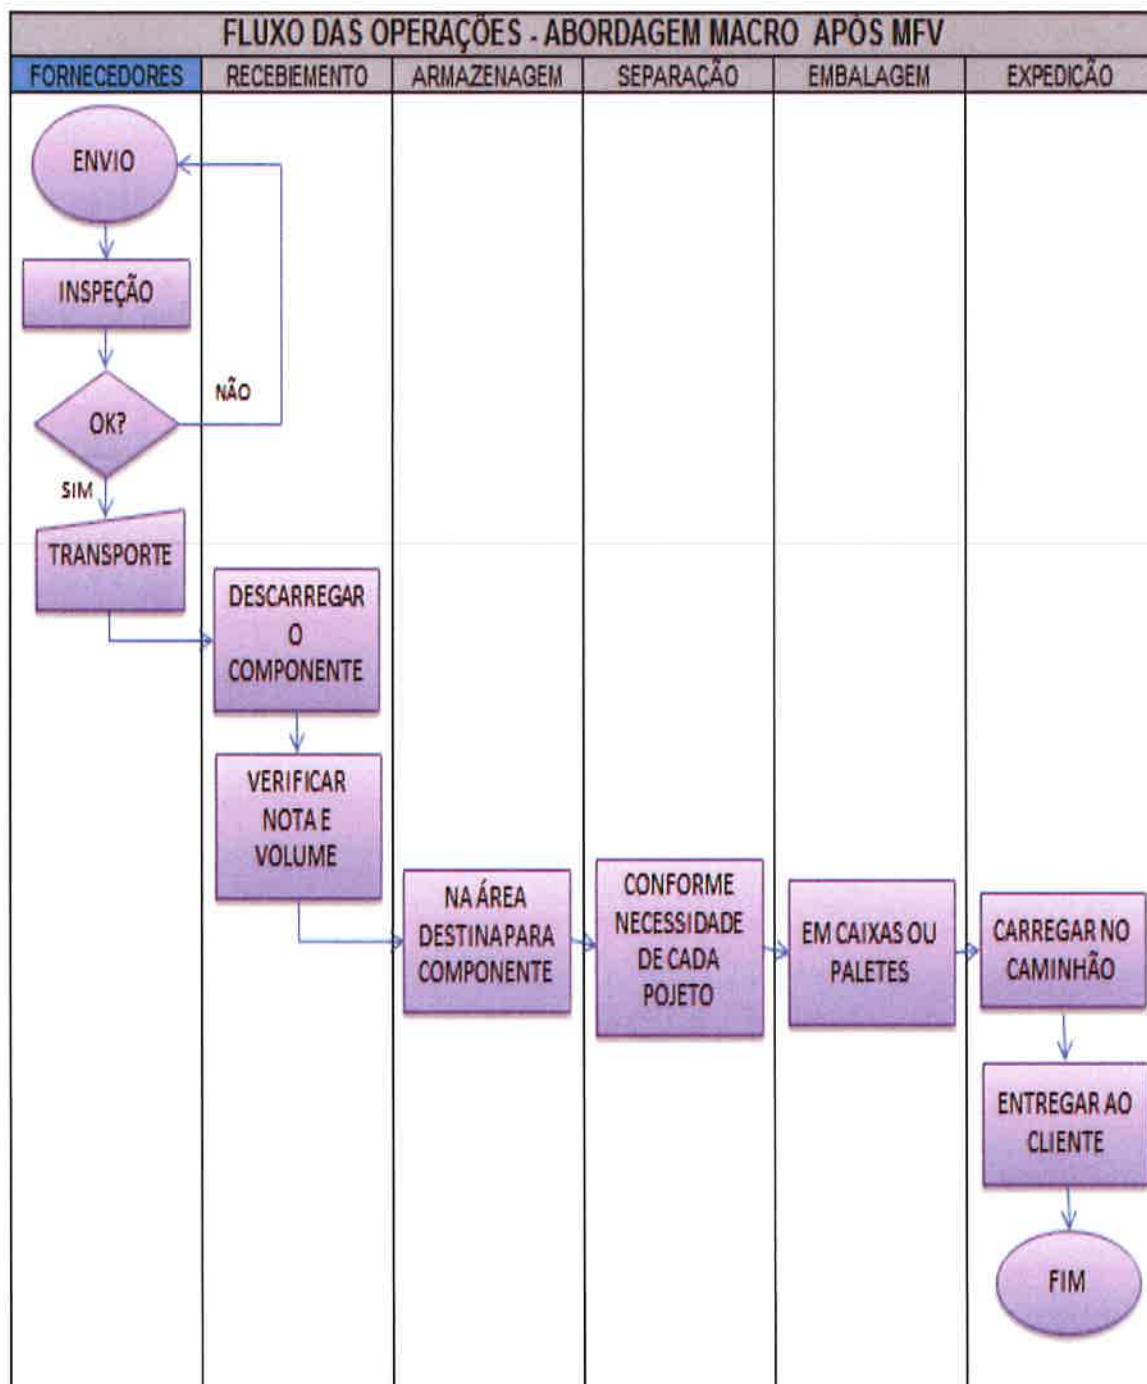 FLUXO DAS OPERAÇÕES - ABORDAGEM MACRO APÓS MFV
FORNECEDORES
RECEBIEMENTO
ARMAZENAGEM
SEPARAÇÃO
EMBALAGEM
EXPEDIÇÃO
ENVIO
INSPEÇÃO
NÃO
OK?
SIM
TRANSPORTE
DESCARREGAR
O
COMPONENTE
VERIFICAR
NOTA E
VOLUME
NA ÁREA
DESTINA PARA
COMPONENTE
CONFORME
NECESSIDADE
DE CADA
POJETO
EM CAIXAS OU
PALETES
CARREGAR NO
CAMINHÃO
ENTREGAR AO
CLIENTE
FIM